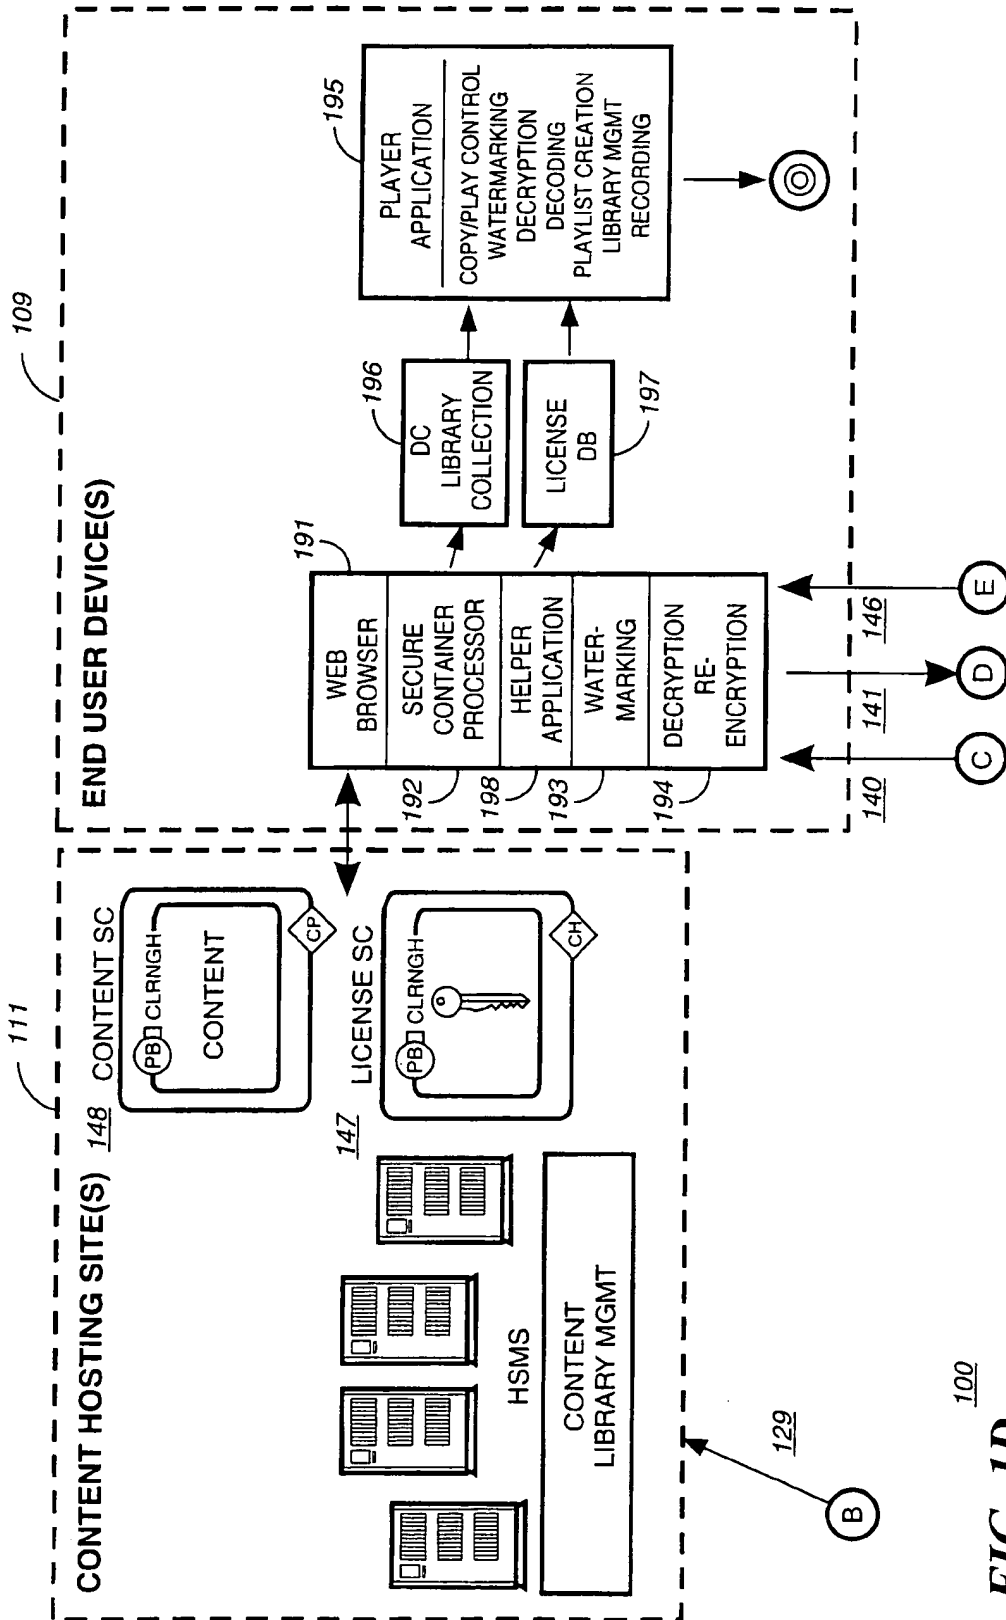 111
CONTENT HOSTING SITE(S)
148
CONTENT SC
PB
CLRNGH
CONTENT
CP
147
LICENSE SC
PB
CLRNGH
CH
HSMS
CONTENT
LIBRARY MGMT
B
129
109
END USER DEVICE(S)
191
WEB
BROWSER
192
SECURE
CONTAINER
PROCESSOR
198
HELPER
APPLICATION
193
WATER-
MARKING
194
DECRYPTION
RE-
ENCRYPTION
196
DC
LIBRARY
COLLECTION
LICENSE
DB
197
195
PLAYER
APPLICATION
COPY/PLAY CONTROL
WATERMARKING
DECRYPTION
DECODING
PLAYLIST CREATION
LIBRARY MGMT
RECORDING
140
C
141
D
146
E
100
FIG. 1D